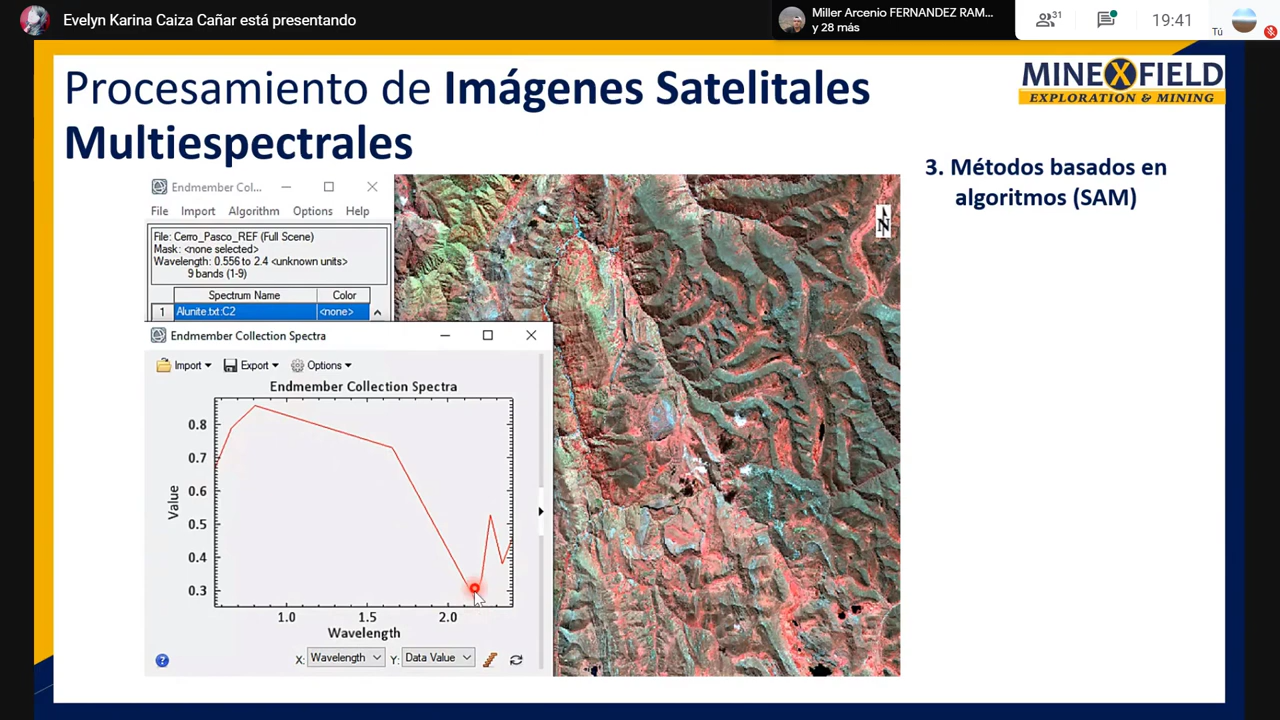 Evelyn Karina Caiza Cañar está presentando
Miller Arcenio FERNANDEZ RAM...
y 28 más
31
19:41
Tú
Procesamiento de Imágenes Satelitales
Multiespectrales
MINEXFIELD
EXPLORATION & MINING
3. Métodos basados en
algoritmos (SAM)
Endmember Col...
File Import Algorithm Options Help
File: Cerro_Pasco_REF (Full Scene)
Mask: <none selected>
Wavelength: 0.556 to 2.4 <unknown units>
9 bands (1-9)
Spectrum Name Color
1 Alunite.txt:C2 <none>
N
Endmember Collection Spectra
Import Export Options
Endmember Collection Spectra
0.8
0.7
0.6
0.5
0.4
0.3
Value
1.0 1.5 2.0
Wavelength
X: Wavelength Y: Data Value